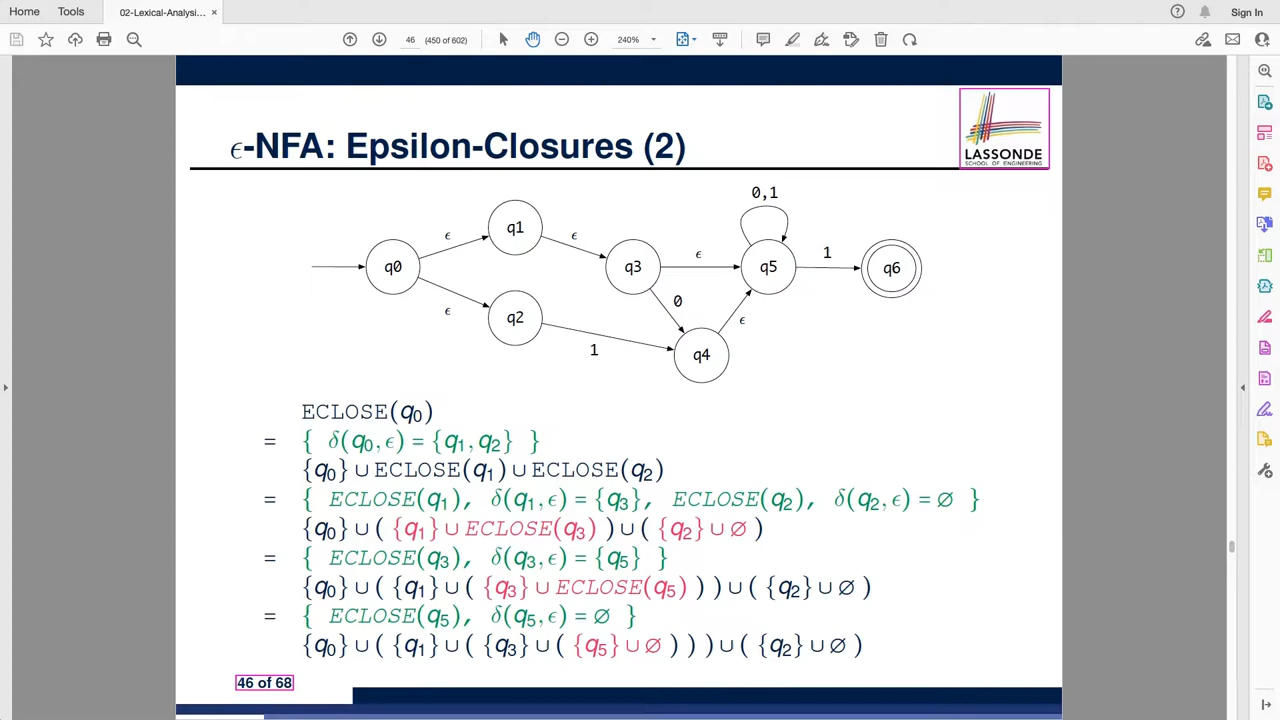 Home Tools 02-Lexical-Analysi... × Sign In
46 (450 of 602) 240%
LASSONDE
SCHOOL OF ENGINEERING
ϵ-NFA: Epsilon-Closures (2)
0,1
q1
ϵ ϵ
q0 q3 ϵ q5 1 q6
ϵ 0 ϵ
q2
1 q4
ECLOSE(q₀)
= { δ(q₀, ϵ) = {q₁, q₂} }
{q₀} ∪ ECLOSE(q₁) ∪ ECLOSE(q₂)
= { ECLOSE(q₁), δ(q₁, ϵ) = {q₃}, ECLOSE(q₂), δ(q₂, ϵ) = ∅ }
{q₀} ∪ ( {q₁} ∪ ECLOSE(q₃) ) ∪ ( {q₂} ∪ ∅ )
= { ECLOSE(q₃), δ(q₃, ϵ) = {q₅} }
{q₀} ∪ ( {q₁} ∪ ( {q₃} ∪ ECLOSE(q₅) ) ) ∪ ( {q₂} ∪ ∅ )
= { ECLOSE(q₅), δ(q₅, ϵ) = ∅ }
{q₀} ∪ ( {q₁} ∪ ( {q₃} ∪ ( {q₅} ∪ ∅ ) ) ) ∪ ( {q₂} ∪ ∅ )
46 of 68